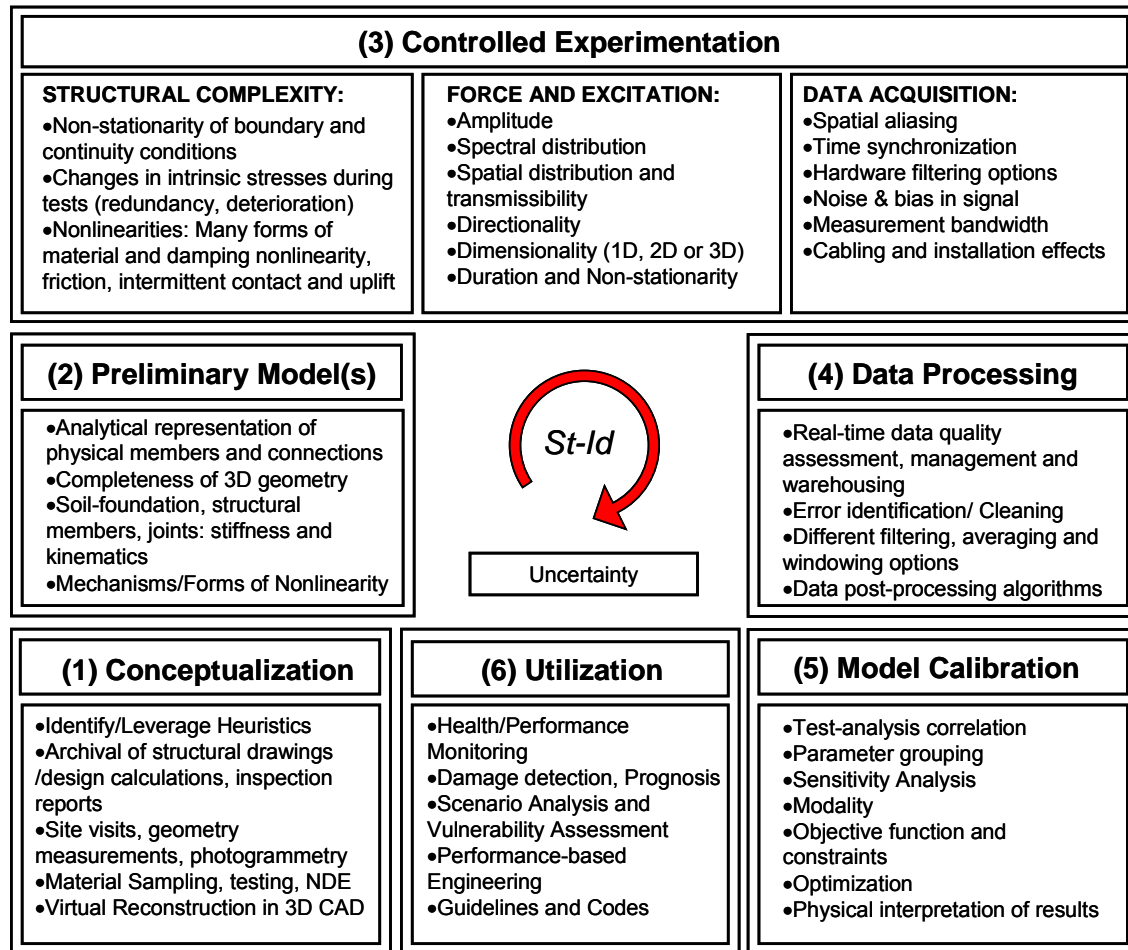 (3) Controlled Experimentation
STRUCTURAL COMPLEXITY:
•Non-stationarity of boundary and
continuity conditions
•Changes in intrinsic stresses during
tests (redundancy, deterioration)
•Nonlinearities: Many forms of
material and damping nonlinearity,
friction, intermittent contact and uplift
FORCE AND EXCITATION:
•Amplitude
•Spectral distribution
•Spatial distribution and
transmissibility
•Directionality
•Dimensionality (1D, 2D or 3D)
•Duration and Non-stationarity
DATA ACQUISITION:
•Spatial aliasing
•Time synchronization
•Hardware filtering options
•Noise & bias in signal
•Measurement bandwidth
•Cabling and installation effects
(2) Preliminary Model(s)
•Analytical representation of
physical members and connections
•Completeness of 3D geometry
•Soil-foundation, structural
members, joints: stiffness and
kinematics
•Mechanisms/Forms of Nonlinearity
St-Id
Uncertainty
(4) Data Processing
•Real-time data quality
assessment, management and
warehousing
•Error identification/ Cleaning
•Different filtering, averaging and
windowing options
•Data post-processing algorithms
(1) Conceptualization
•Identify/Leverage Heuristics
•Archival of structural drawings
/design calculations, inspection
reports
•Site visits, geometry
measurements, photogrammetry
•Material Sampling, testing, NDE
•Virtual Reconstruction in 3D CAD
(6) Utilization
•Health/Performance
Monitoring
•Damage detection, Prognosis
•Scenario Analysis and
Vulnerability Assessment
•Performance-based
Engineering
•Guidelines and Codes
(5) Model Calibration
•Test-analysis correlation
•Parameter grouping
•Sensitivity Analysis
•Modality
•Objective function and
constraints
•Optimization
•Physical interpretation of results